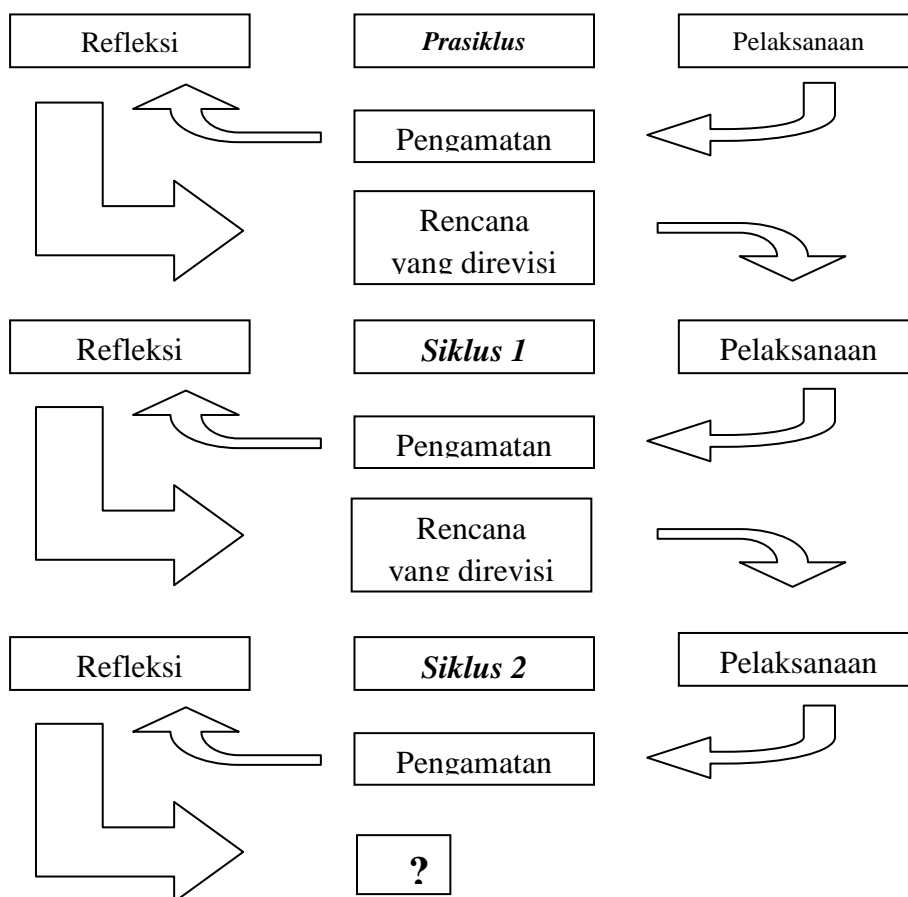 Refleksi Prasiklus Pelaksanaan
Pengamatan
Rencana
yang direvisi
Refleksi Siklus 1 Pelaksanaan
Pengamatan
Rencana
yang direvisi
Refleksi Siklus 2 Pelaksanaan
Pengamatan
?